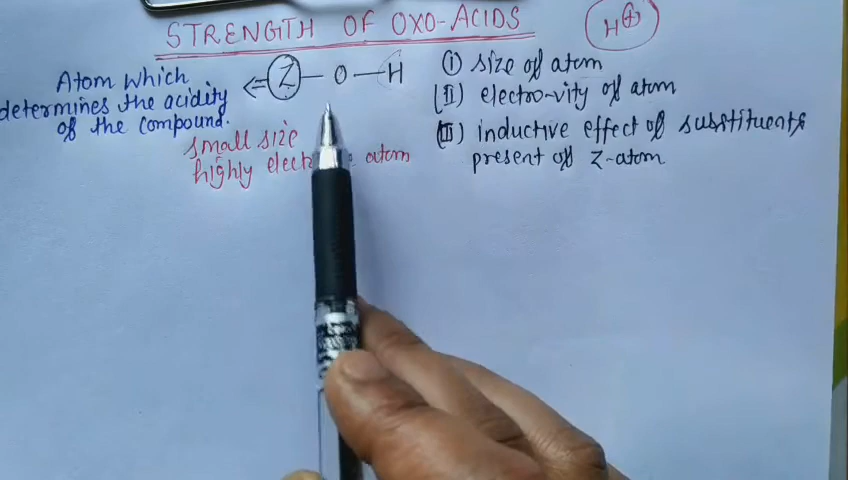 STRENGTH OF OXO-ACIDS
H⊕
Atom which
determines the acidity
of the compound.
⇐ Z — O — H
small size
highly atom
(I) size of atom
(II) electro-vity of atom
(III) inductive effect of substituents
present of Z-atom